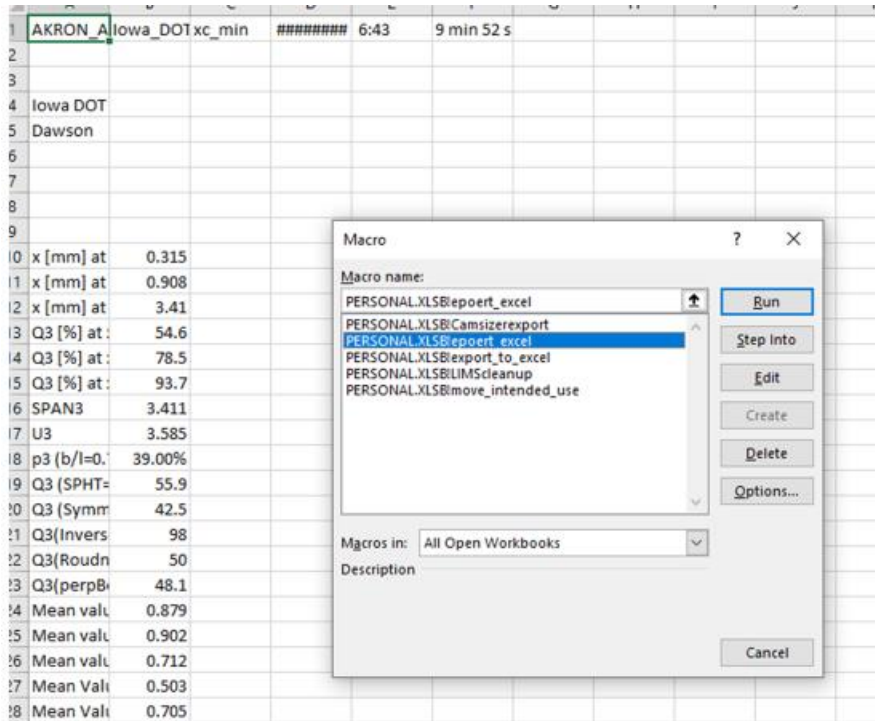 1 AKRON_A Iowa_DOT xc_min ######## 6:43 9 min 52 s
2
3
4 Iowa DOT
5 Dawson
6
7
8
9
10 x [mm] at 0.315
11 x [mm] at 0.908
12 x [mm] at 3.41
13 Q3 [%] at : 54.6
14 Q3 [%] at : 78.5
15 Q3 [%] at : 93.7
16 SPAN3 3.411
17 U3 3.585
18 p3 (b/l=0. 39.00%
19 Q3 (SPHT= 55.9
20 Q3 (Symm 42.5
21 Q3(Invers 98
22 Q3(Roudn 50
23 Q3(perpB 48.1
24 Mean valu 0.879
25 Mean valu 0.902
26 Mean valu 0.712
27 Mean Valu 0.503
28 Mean Valu 0.705
Macro ? ×
Macro name:
PERSONAL.XLSB!epoert_excel
PERSONAL.XLSB!Camsizerexport
PERSONAL.XLSB!epoert_excel
PERSONAL.XLSB!export_to_excel
PERSONAL.XLSB!LIMScleanup
PERSONAL.XLSB!move_intended_use
Run
Step Into
Edit
Create
Delete
Options...
Macros in: All Open Workbooks
Description
Cancel